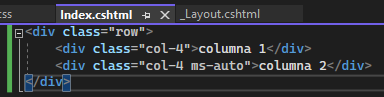 ss Index.cshtml _Layout.cshtml
<div class="row">
<div class="col-4">columna 1</div>
<div class="col-4 ms-auto">columna 2</div>
</div>